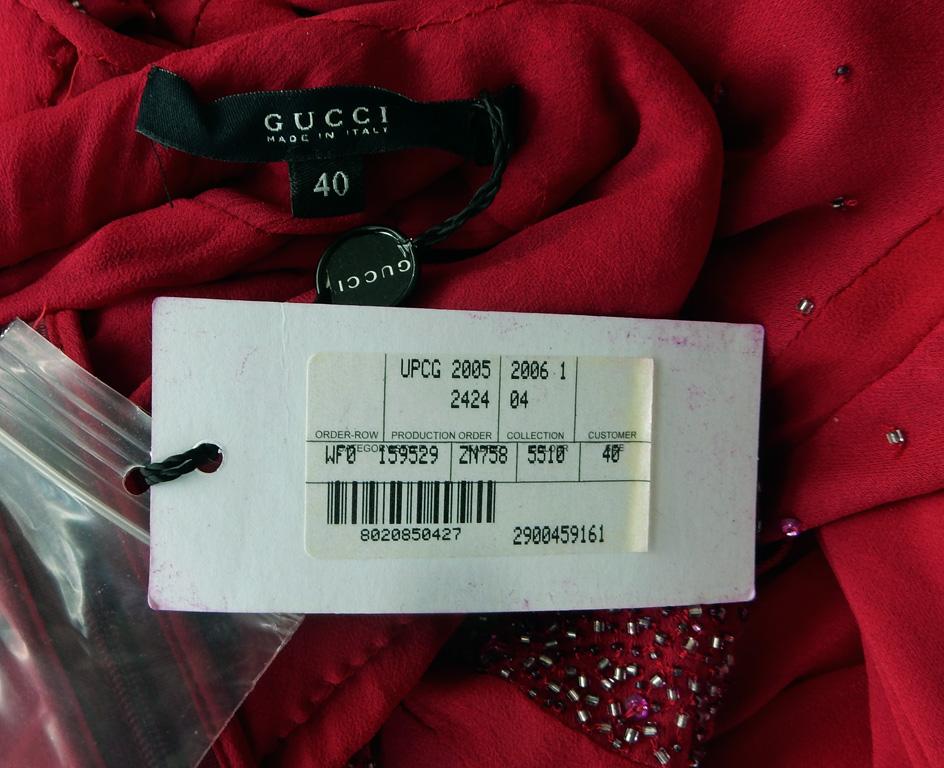 GUCCI
MADE IN ITALY
40
GUCCI
UPCG 2005 2006 1
2424 04
ORDER-ROW PRODUCTION ORDER COLLECTION CUSTOMER
WF0 159529 ZN758 5510 40
8020850427 2900459161